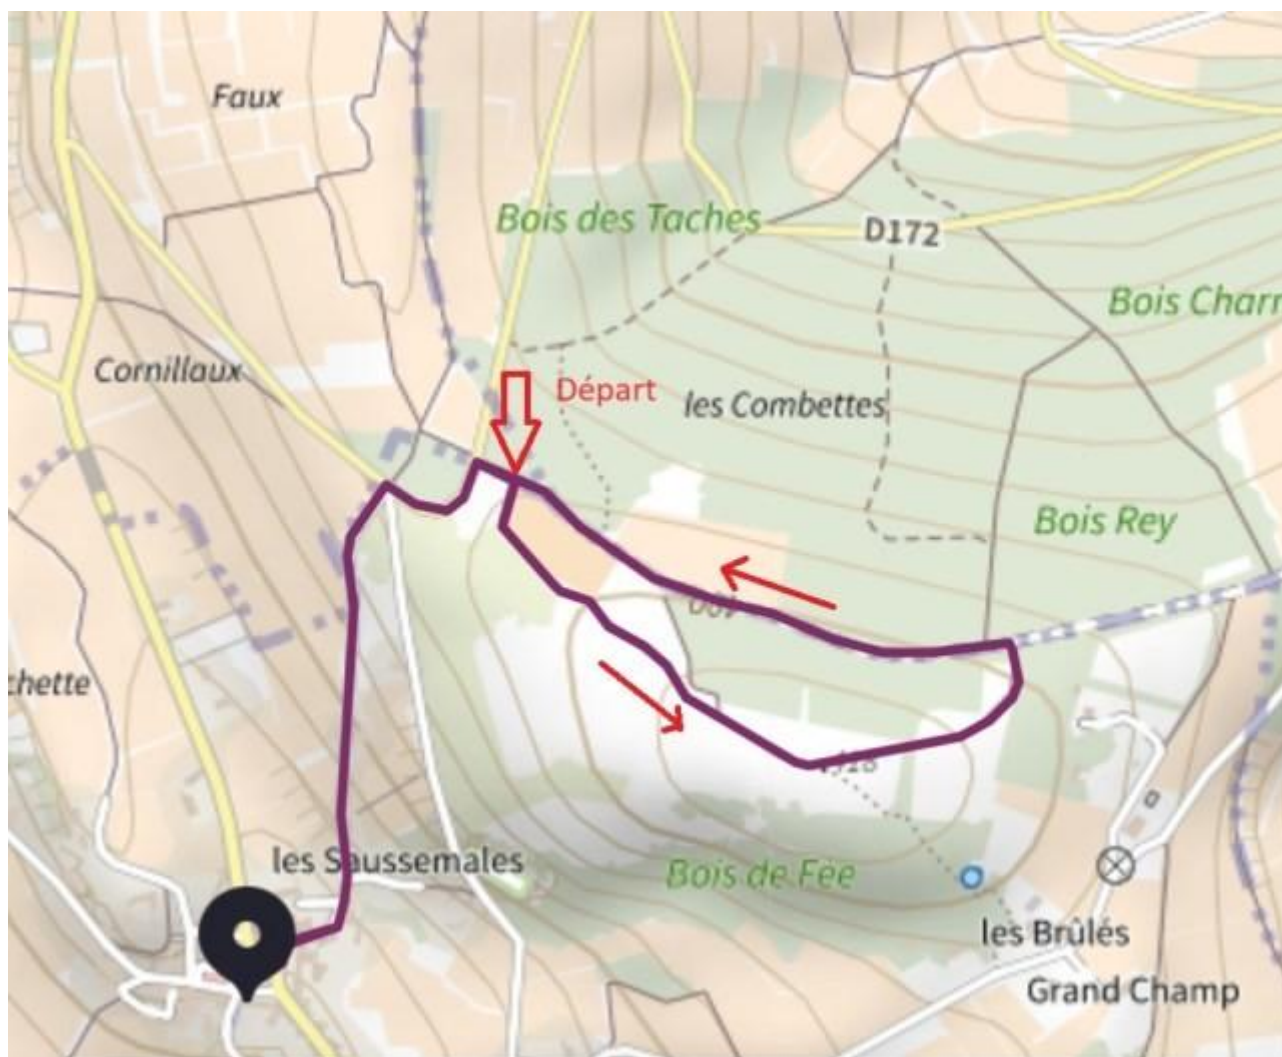 Faux
Bois des Taches
D172
Bois Charr
Cornillaux
Départ
les Combettes
Bois Rey
chette
les Saussemales
Bois de Fée
les Brûlés
Grand Champ